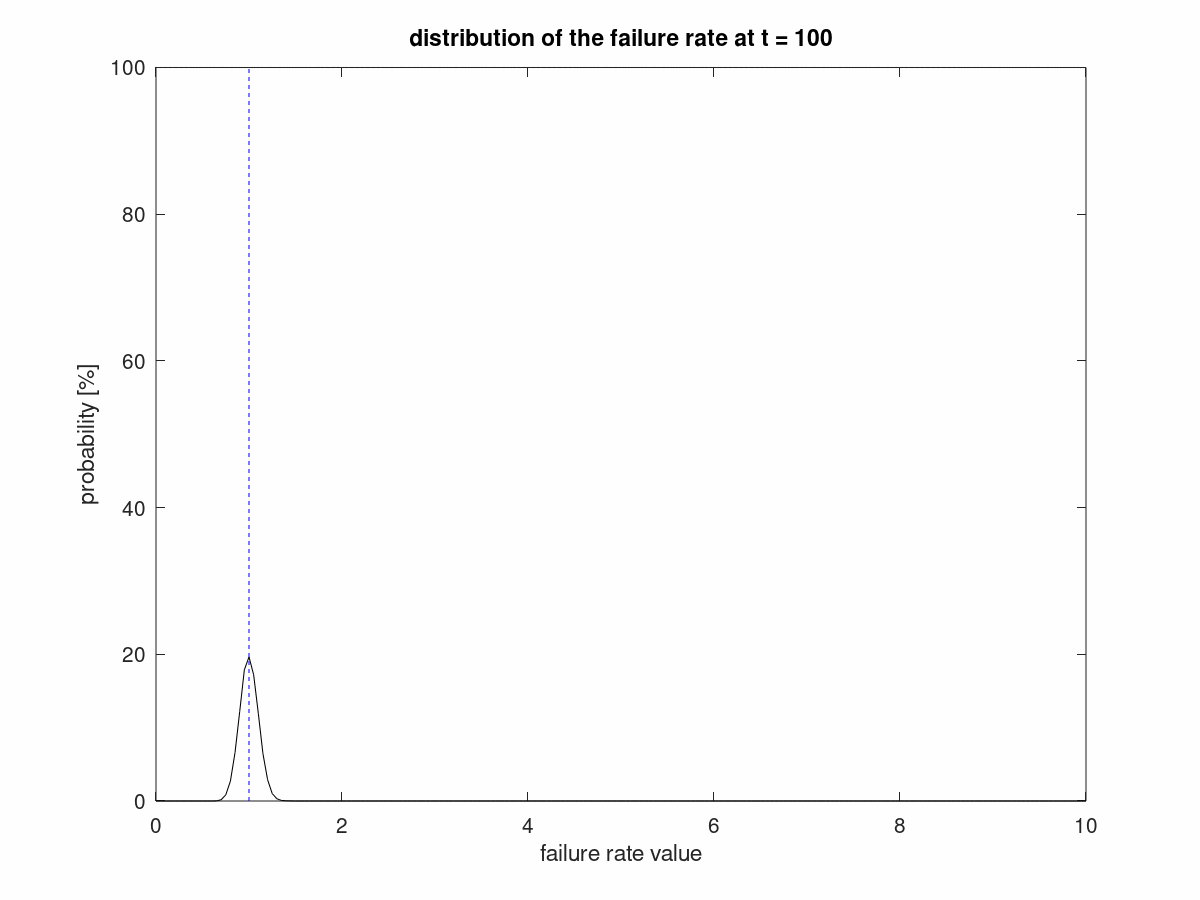 distribution of the failure rate at t = 100
100
80
60
40
20
0
probability [%]
0 2 4 6 8 10
failure rate value